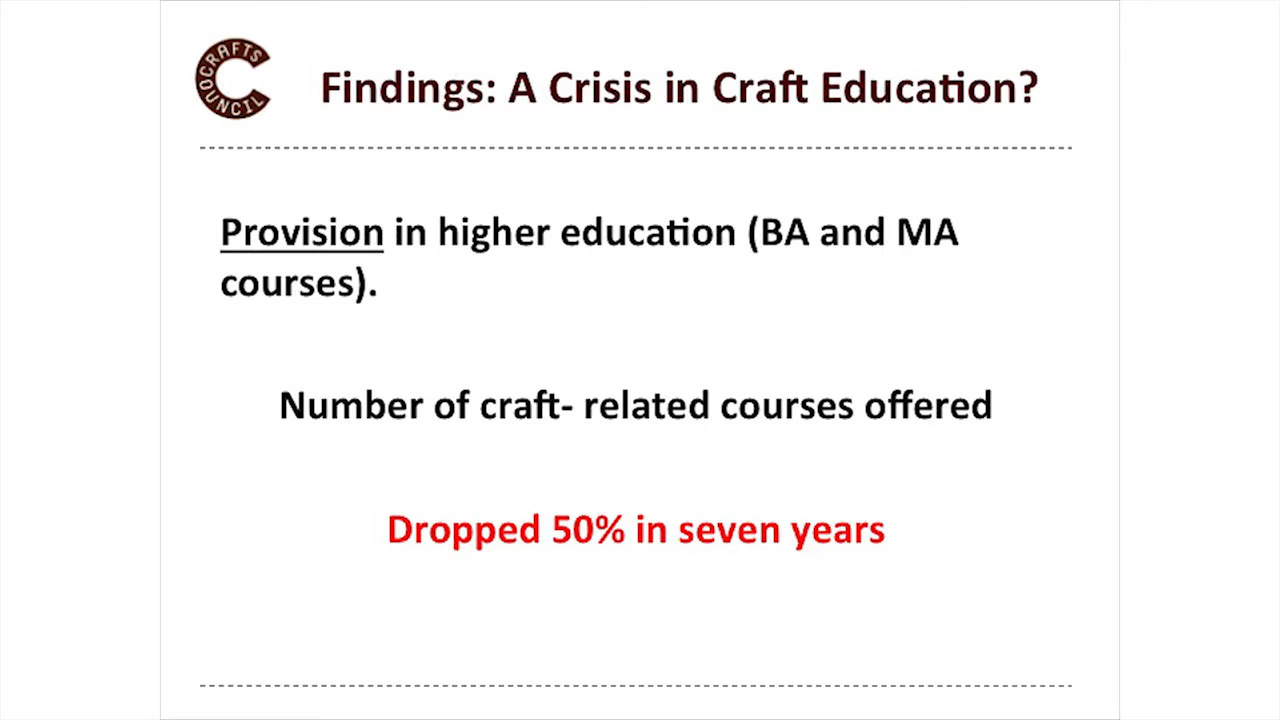 CRAFTS COUNCIL
Findings: A Crisis in Craft Education?
Provision in higher education (BA and MA
courses).
Number of craft- related courses offered
Dropped 50% in seven years